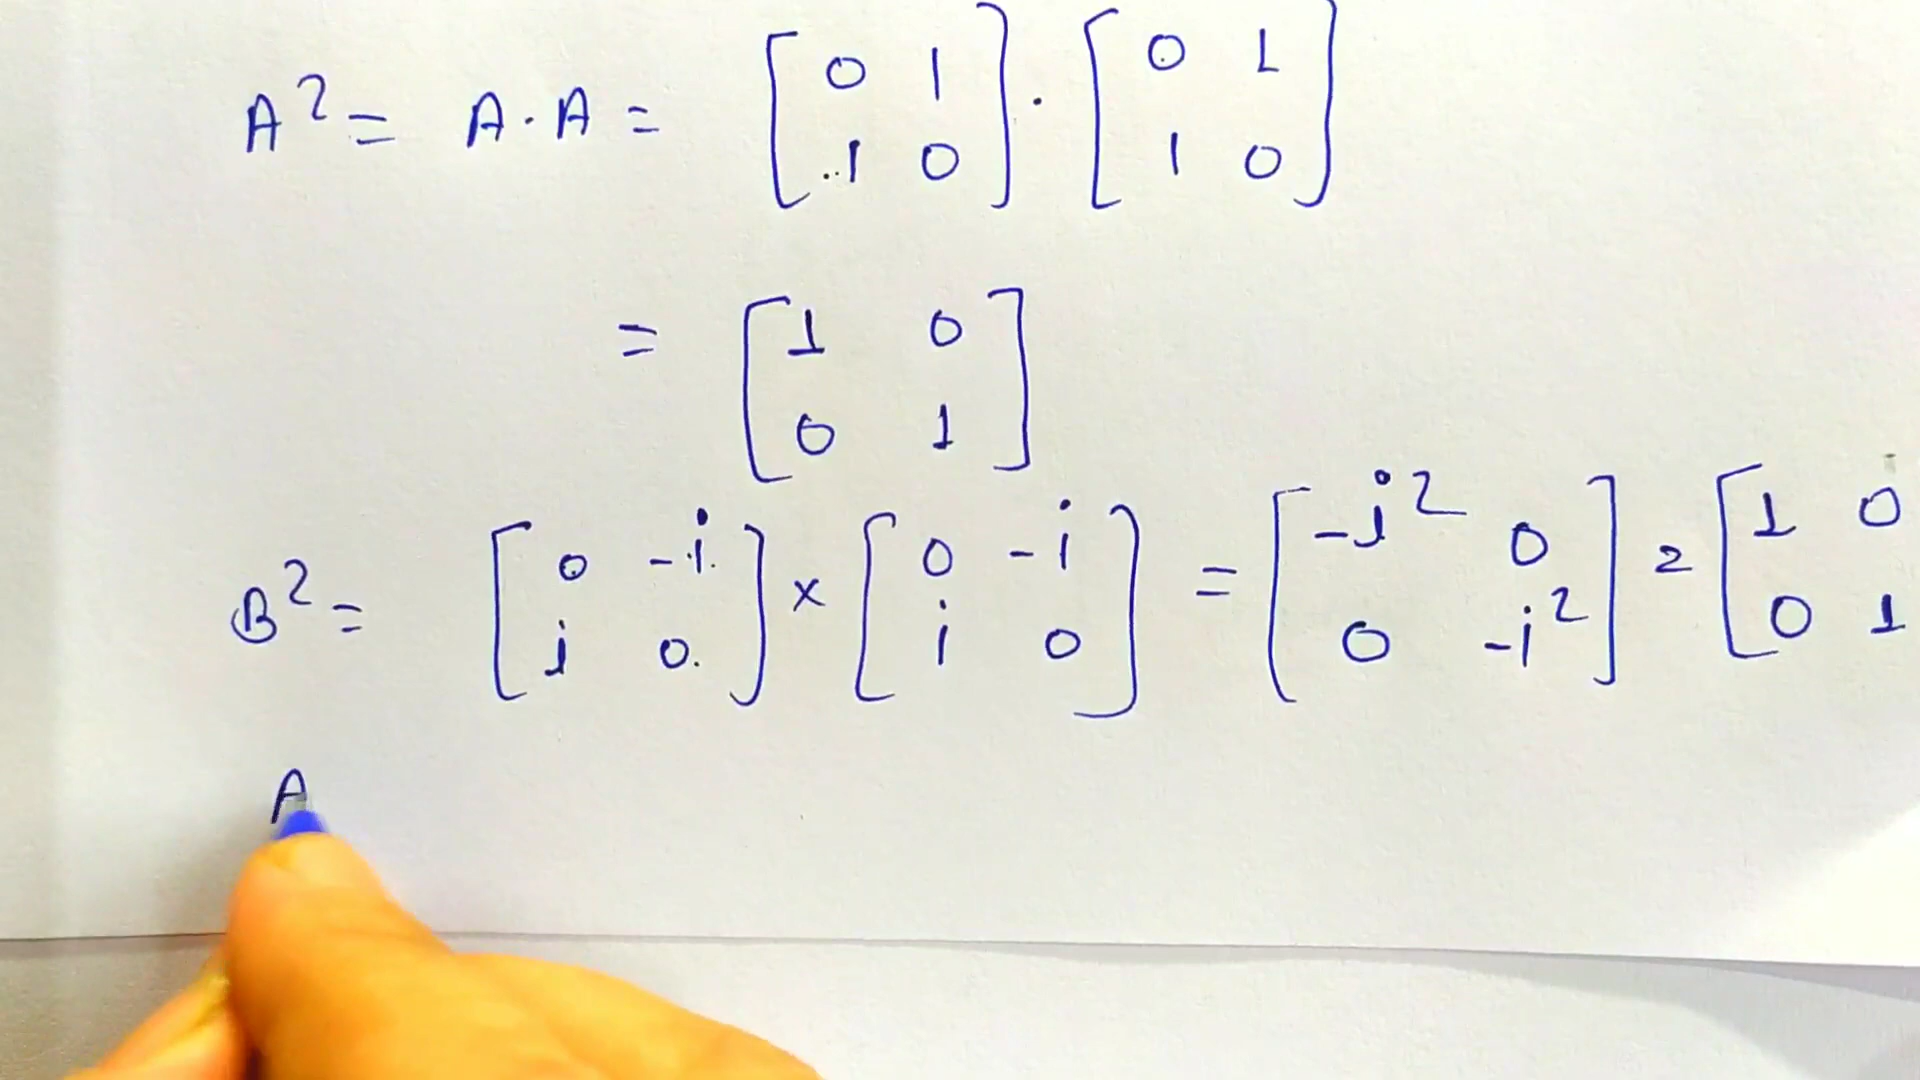 A² = A · A = [0 1; 1 0] · [0 1; 1 0]
= [1 0; 0 1]
B² = [0 -i; i 0] × [0 -i; i 0] = [-i² 0; 0 -i²] = [1 0; 0 1
A